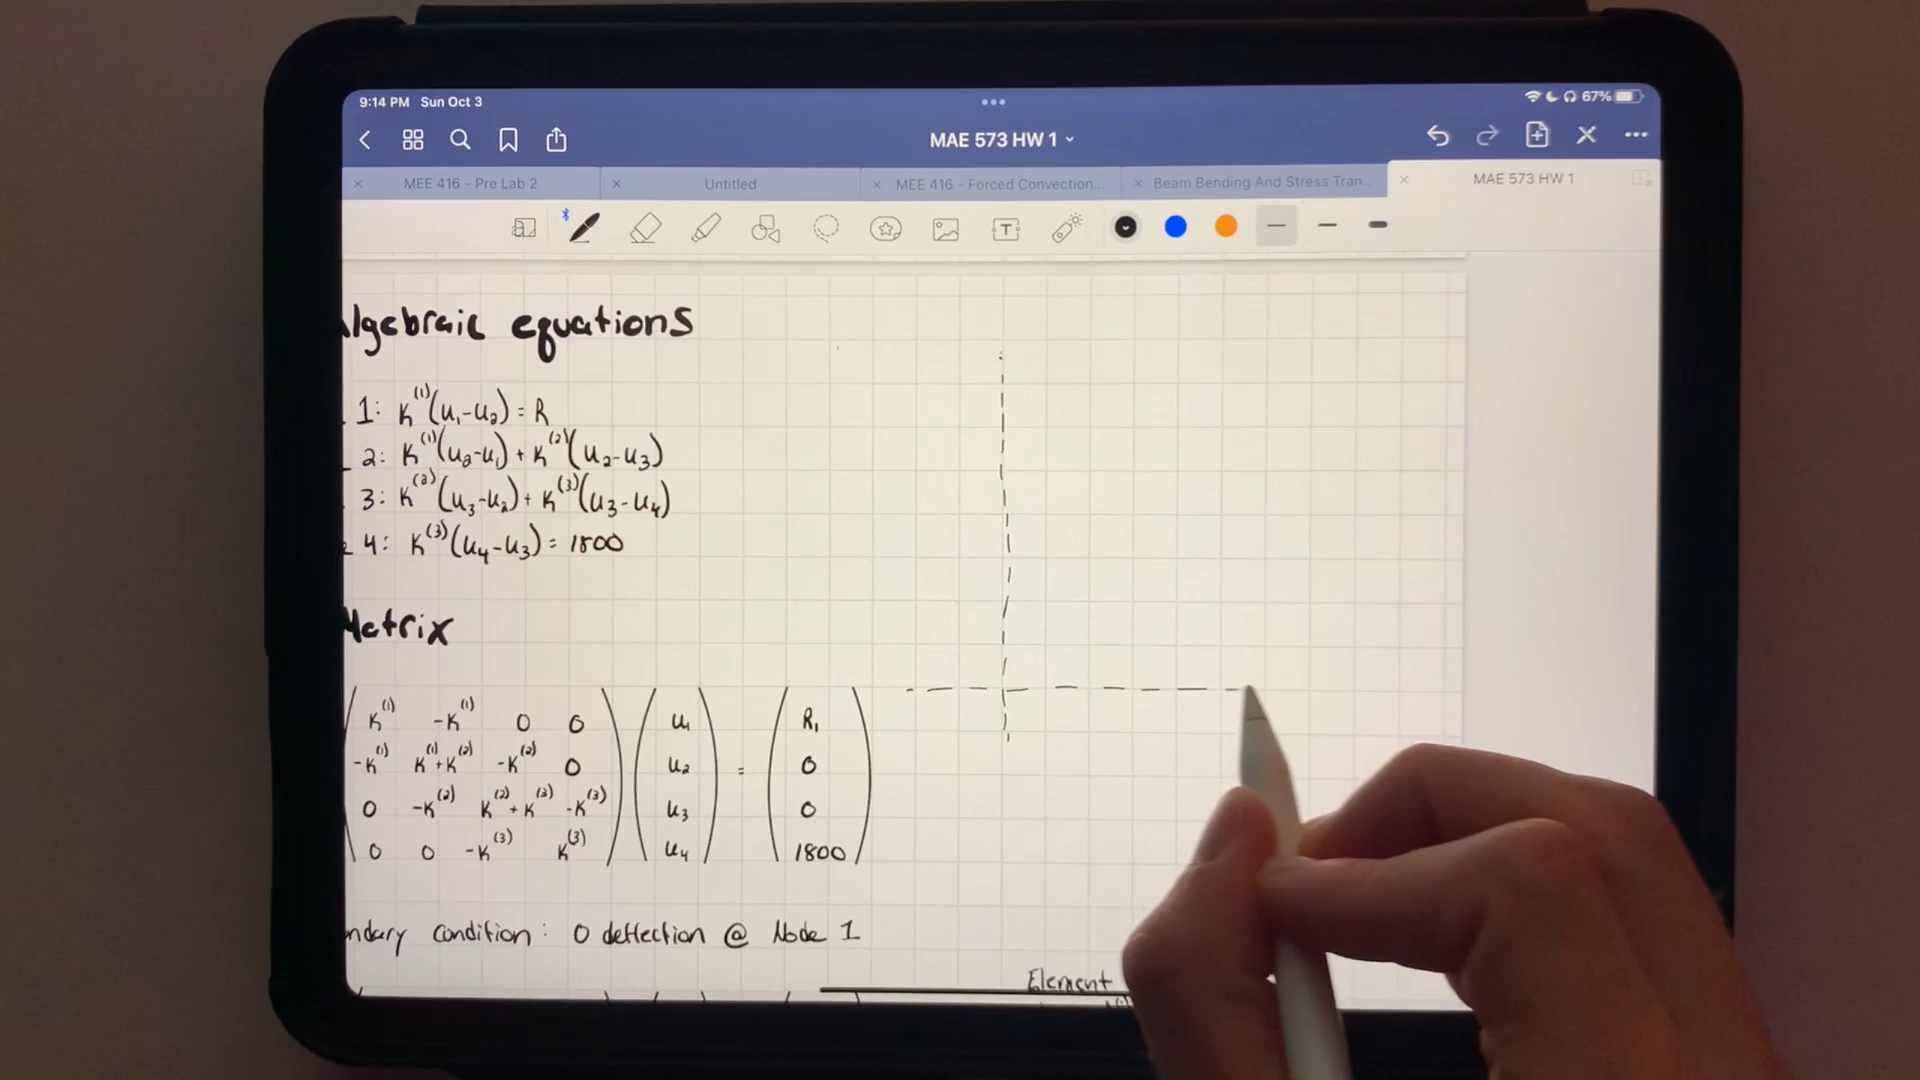 9:14 PM Sun Oct 3
67%
MAE 573 HW 1
MEE 416 - Pre Lab 2
Untitled
MEE 416 - Forced Convection...
Beam Bending And Stress Tran...
MAE 573 HW 1
T
Algebraic equations
1: K⁽¹⁾(u₁-u₂) = R
2: K⁽¹⁾(u₂-u₁) + K⁽²⁾(u₂-u₃)
3: K⁽²⁾(u₃-u₂) + K⁽³⁾(u₃-u₄)
4: K⁽³⁾(u₄-u₃) = 1800
Matrix
K⁽¹⁾ -K⁽¹⁾ 0 0 u₁ R₁
-K⁽¹⁾ K⁽¹⁾+K⁽²⁾ -K⁽²⁾ 0 u₂ = 0
0 -K⁽²⁾ K⁽²⁾+K⁽³⁾ -K⁽³⁾ u₃ 0
0 0 -K⁽³⁾ K⁽³⁾ u₄ 1800
ndary condition: 0 deflection @ Node 1
Element